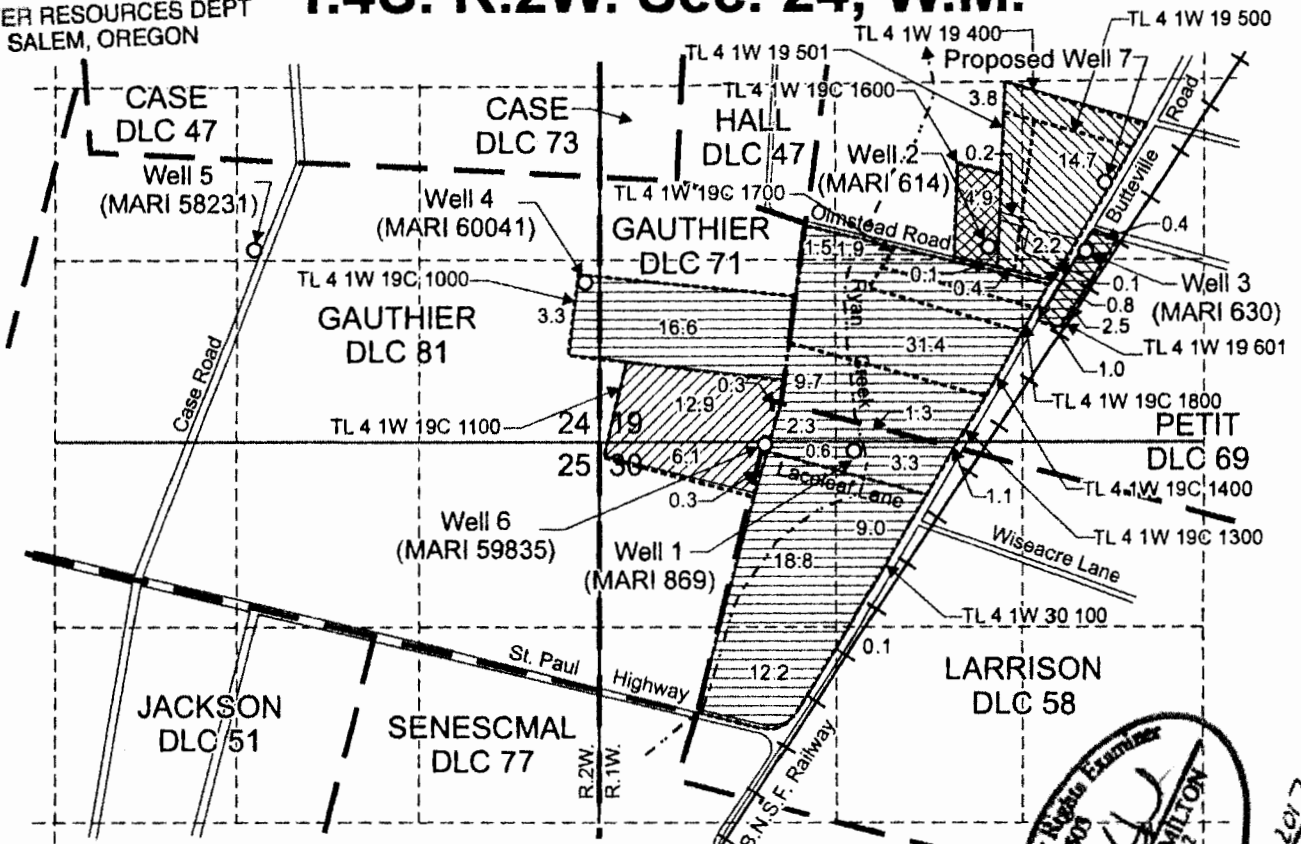 ER RESOURCES DEPT
SALEM, OREGON
T.4S. R.2W. Sec. 24, W.M.
TL 4 1W 19 500
TL 4 1W 19 400
TL 4 1W 19 501
Proposed Well 7
TL 4 1W 19C 1600
CASE
DLC 47
CASE
DLC 73
HALL
DLC 47
3.8
Road
0.2
14.7
Well 2
(MARI 614)
Well 5
(MARI 58231)
Well 4
(MARI 60041)
TL 4 1W 19C 1700
4.9
Butteville
Olmstead Road
0.4
GAUTHIER
DLC 71
1.5
1.9
2.2
0.1
0.4
0.1
0.8
2.5
Well 3
(MARI 630)
TL 4 1W 19C 1000
3.3
16.6
GAUTHIER
DLC 81
Ryan
Creek
31.4
TL 4 1W 19 601
1.0
Case Road
0.3
12.9
9.7
1.3
TL 4 1W 19C 1800
PETIT
DLC 69
TL 4 1W 19C 1100
24
19
2.3
25
30
6.1
0.6
3.3
Laceleaf Lane
0.3
1.1
TL 4 1W 19C 1400
TL 4 1W 19C 1300
Well 6
(MARI 59835)
Well 1
(MARI 869)
9.0
18.8
Wiseacre Lane
TL 4 1W 30 100
0.1
St. Paul
Highway
12.2
LARRISON
DLC 58
JACKSON
DLC 51
SENESCMAL
DLC 77
R.2W.
R.1W.
B.N.S.F. Railway
Rights Examiner